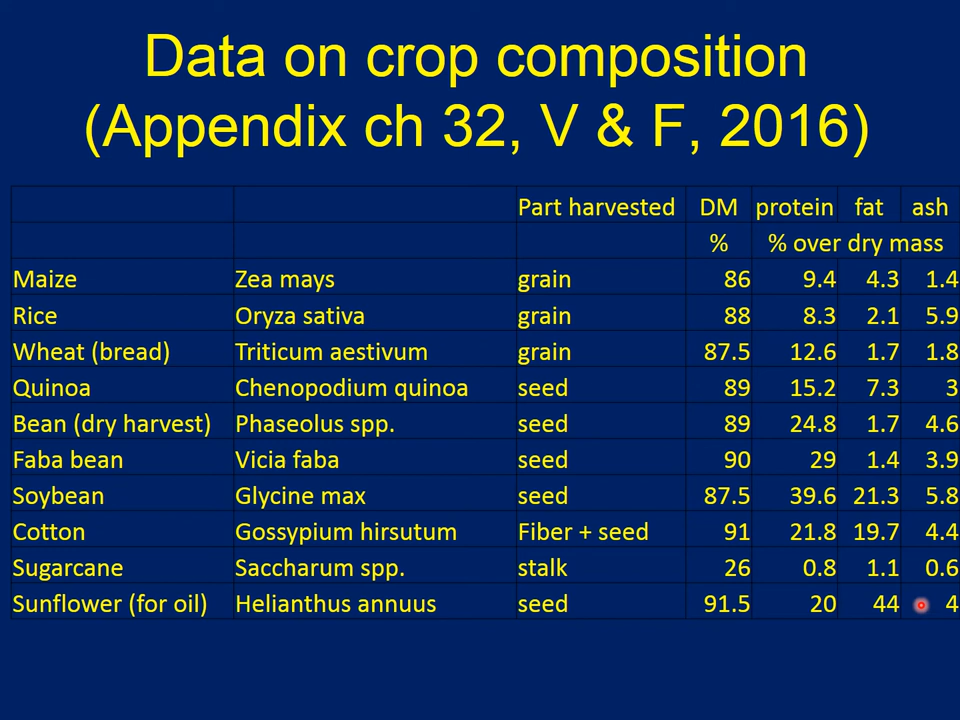 Data on crop composition
(Appendix ch 32, V & F, 2016)
Part harvested DM protein fat ash
% % over dry mass
Maize Zea mays grain 86 9.4 4.3 1.4
Rice Oryza sativa grain 88 8.3 2.1 5.9
Wheat (bread) Triticum aestivum grain 87.5 12.6 1.7 1.8
Quinoa Chenopodium quinoa seed 89 15.2 7.3 3
Bean (dry harvest) Phaseolus spp. seed 89 24.8 1.7 4.6
Faba bean Vicia faba seed 90 29 1.4 3.9
Soybean Glycine max seed 87.5 39.6 21.3 5.8
Cotton Gossypium hirsutum Fiber + seed 91 21.8 19.7 4.4
Sugarcane Saccharum spp. stalk 26 0.8 1.1 0.6
Sunflower (for oil) Helianthus annuus seed 91.5 20 44 4